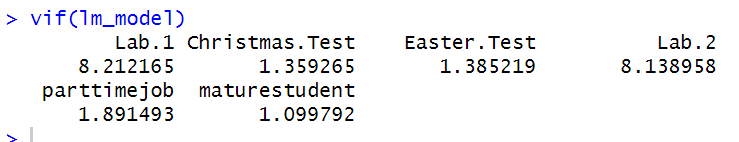 > vif(lm_model)
Lab.1 Christmas.Test Easter.Test Lab.2
8.212165 1.359265 1.385219 8.138958
parttimejob maturestudent
1.891493 1.099792
>